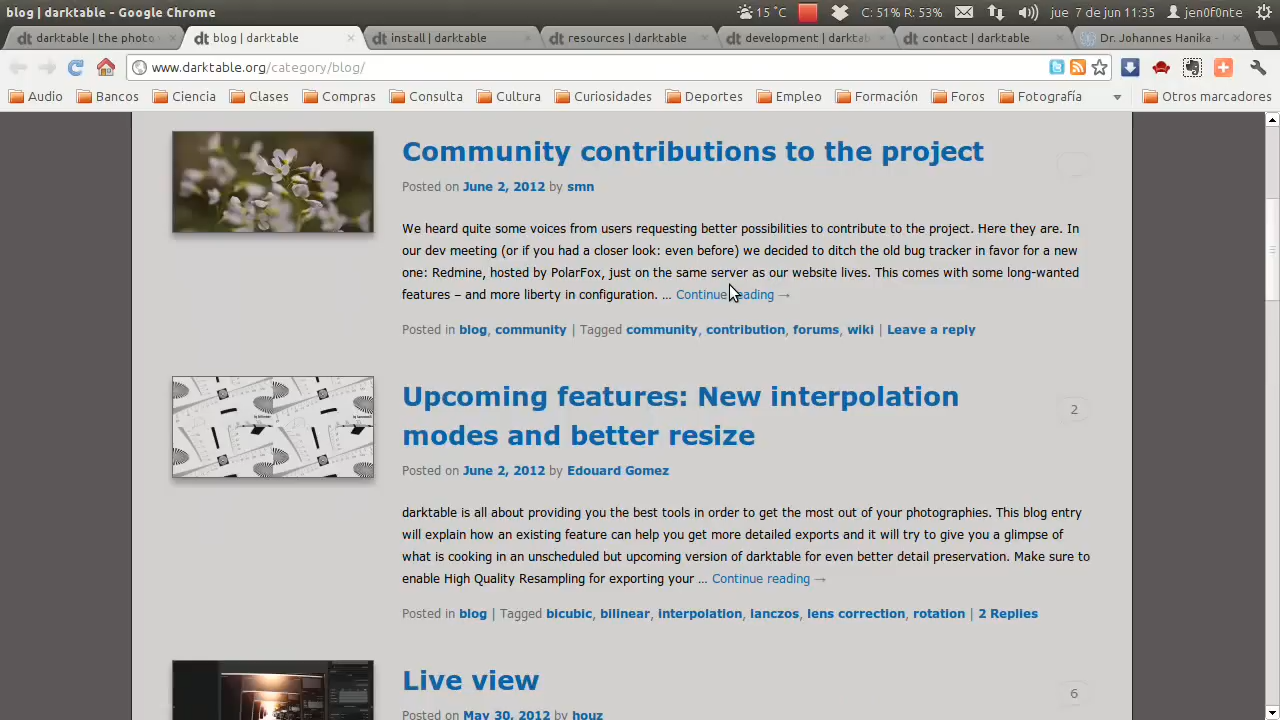 blog | darktable - Google Chrome
15 °C
C: 51% R: 53%
jue 7 de jun 11:35
jen0f0nte
dt darktable | the photo
dt blog | darktable
dt install | darktable
dt resources | darktable
dt development | darktab
dt contact | darktable
Dr. Johannes Hanika -
www.darktable.org/category/blog/
Audio
Bancos
Ciencia
Clases
Compras
Consulta
Cultura
Curiosidades
Deportes
Empleo
Formación
Foros
Fotografía
Otros marcadores
Community contributions to the project
Posted on June 2, 2012 by smn
We heard quite some voices from users requesting better possibilities to contribute to the project. Here they are. In
our dev meeting (or if you had a closer look: even before) we decided to ditch the old bug tracker in favor for a new
one: Redmine, hosted by PolarFox, just on the same server as our website lives. This comes with some long-wanted
features – and more liberty in configuration. ... Continue reading →
Posted in blog, community | Tagged community, contribution, forums, wiki | Leave a reply
Upcoming features: New interpolation
modes and better resize
2
Posted on June 2, 2012 by Edouard Gomez
darktable is all about providing you the best tools in order to get the most out of your photographies. This blog entry
will explain how an existing feature can help you get more detailed exports and it will try to give you a glimpse of
what is cooking in an unscheduled but upcoming version of darktable for even better detail preservation. Make sure to
enable High Quality Resampling for exporting your ... Continue reading →
Posted in blog | Tagged bicubic, bilinear, interpolation, lanczos, lens correction, rotation | 2 Replies
Live view
6
Posted on May 30, 2012 by houz